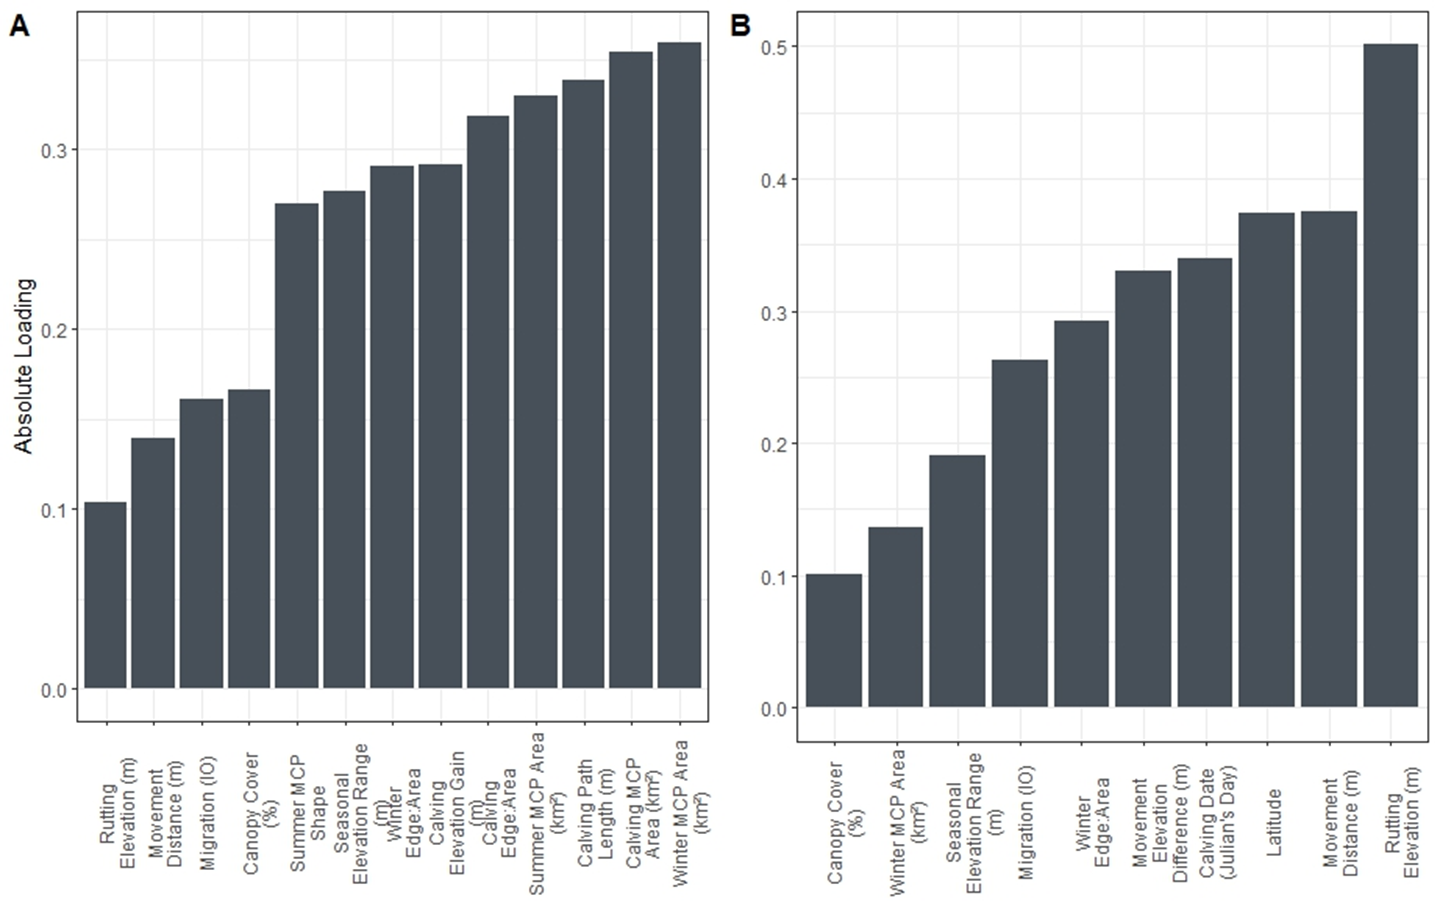 A
Absolute Loading
0.3
0.2
0.1
0.0
Rutting
Elevation (m)
Movement
Distance (m)
Migration (IO)
Canopy Cover
(%)
Summer MCP
Shape
Seasonal
Elevation Range
(m)
Winter
Edge:Area
Calving
Elevation Gain
(m)
Calving
Edge:Area
Summer MCP Area
(km²)
Calving Path
Length (m)
Calving MCP
Area (km²)
Winter MCP Area
(km²)
B
0.5
0.4
0.3
0.2
0.1
0.0
Canopy Cover
(%)
Winter MCP Area
(km²)
Seasonal
Elevation Range
(m)
Migration (IO)
Winter
Edge:Area
Movement
Elevation
Difference (m)
Calving Date
(Julian's Day)
Latitude
Movement
Distance (m)
Rutting
Elevation (m)